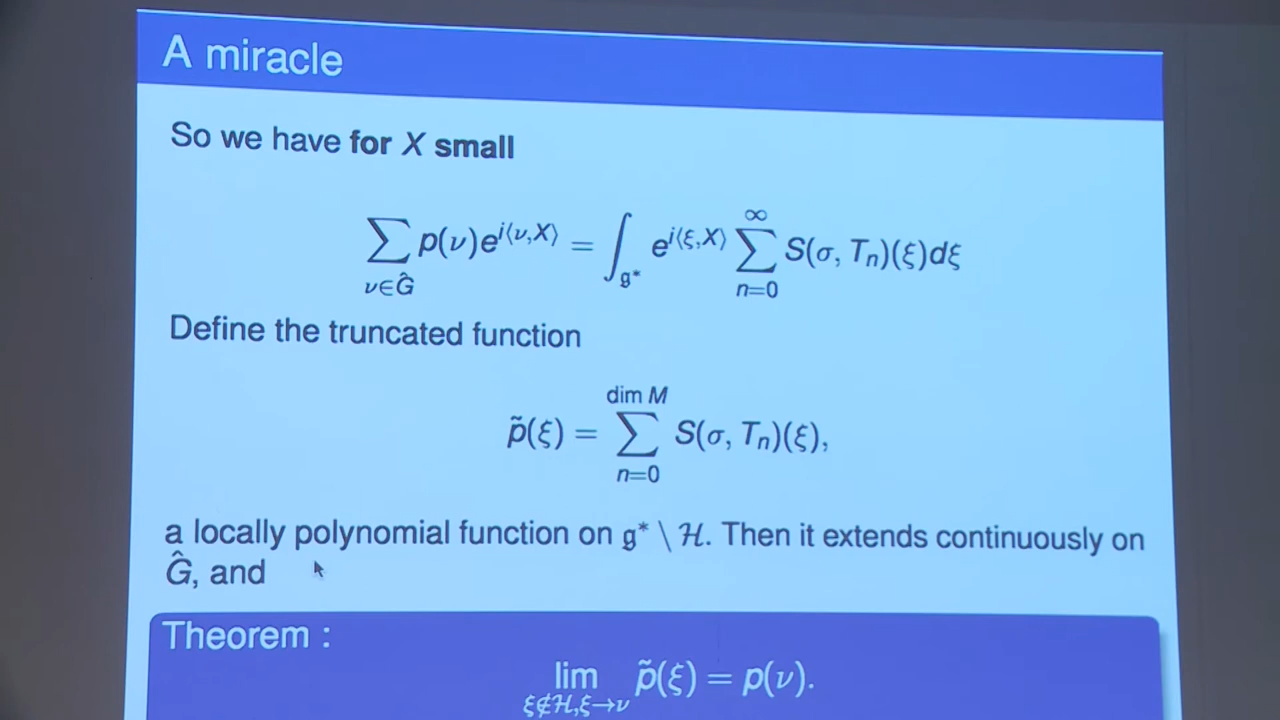 A miracle
So we have for X small
∑_{ν∈Ĝ} p(ν)e^{i⟨ν,X⟩} = ∫_{𝔤*} e^{i⟨ξ,X⟩} ∑_{n=0}^{∞} S(σ, T_n)(ξ)dξ
Define the truncated function
p̃(ξ) = ∑_{n=0}^{dim M} S(σ, T_n)(ξ),
a locally polynomial function on 𝔤* \ ℋ. Then it extends continuously on
Ĝ, and
Theorem :
lim_{ξ∉ℋ,ξ→ν} p̃(ξ) = p(ν).